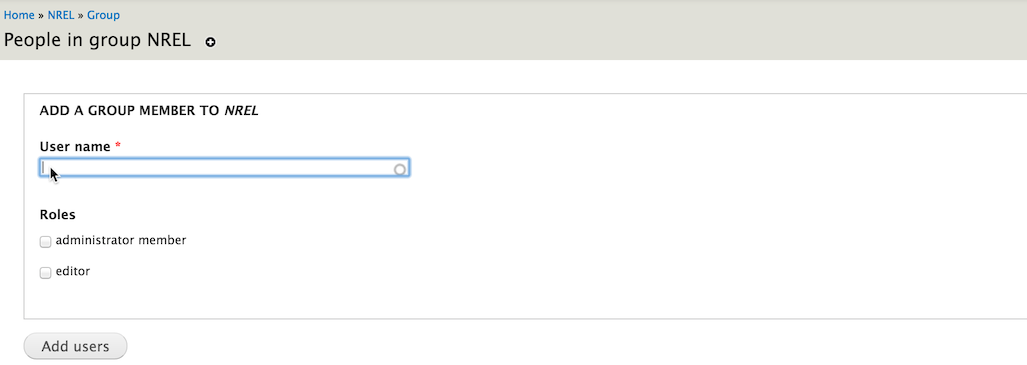 Home » NREL » Group
People in group NREL
ADD A GROUP MEMBER TO NREL
User name *
Roles
administrator member
editor
Add users